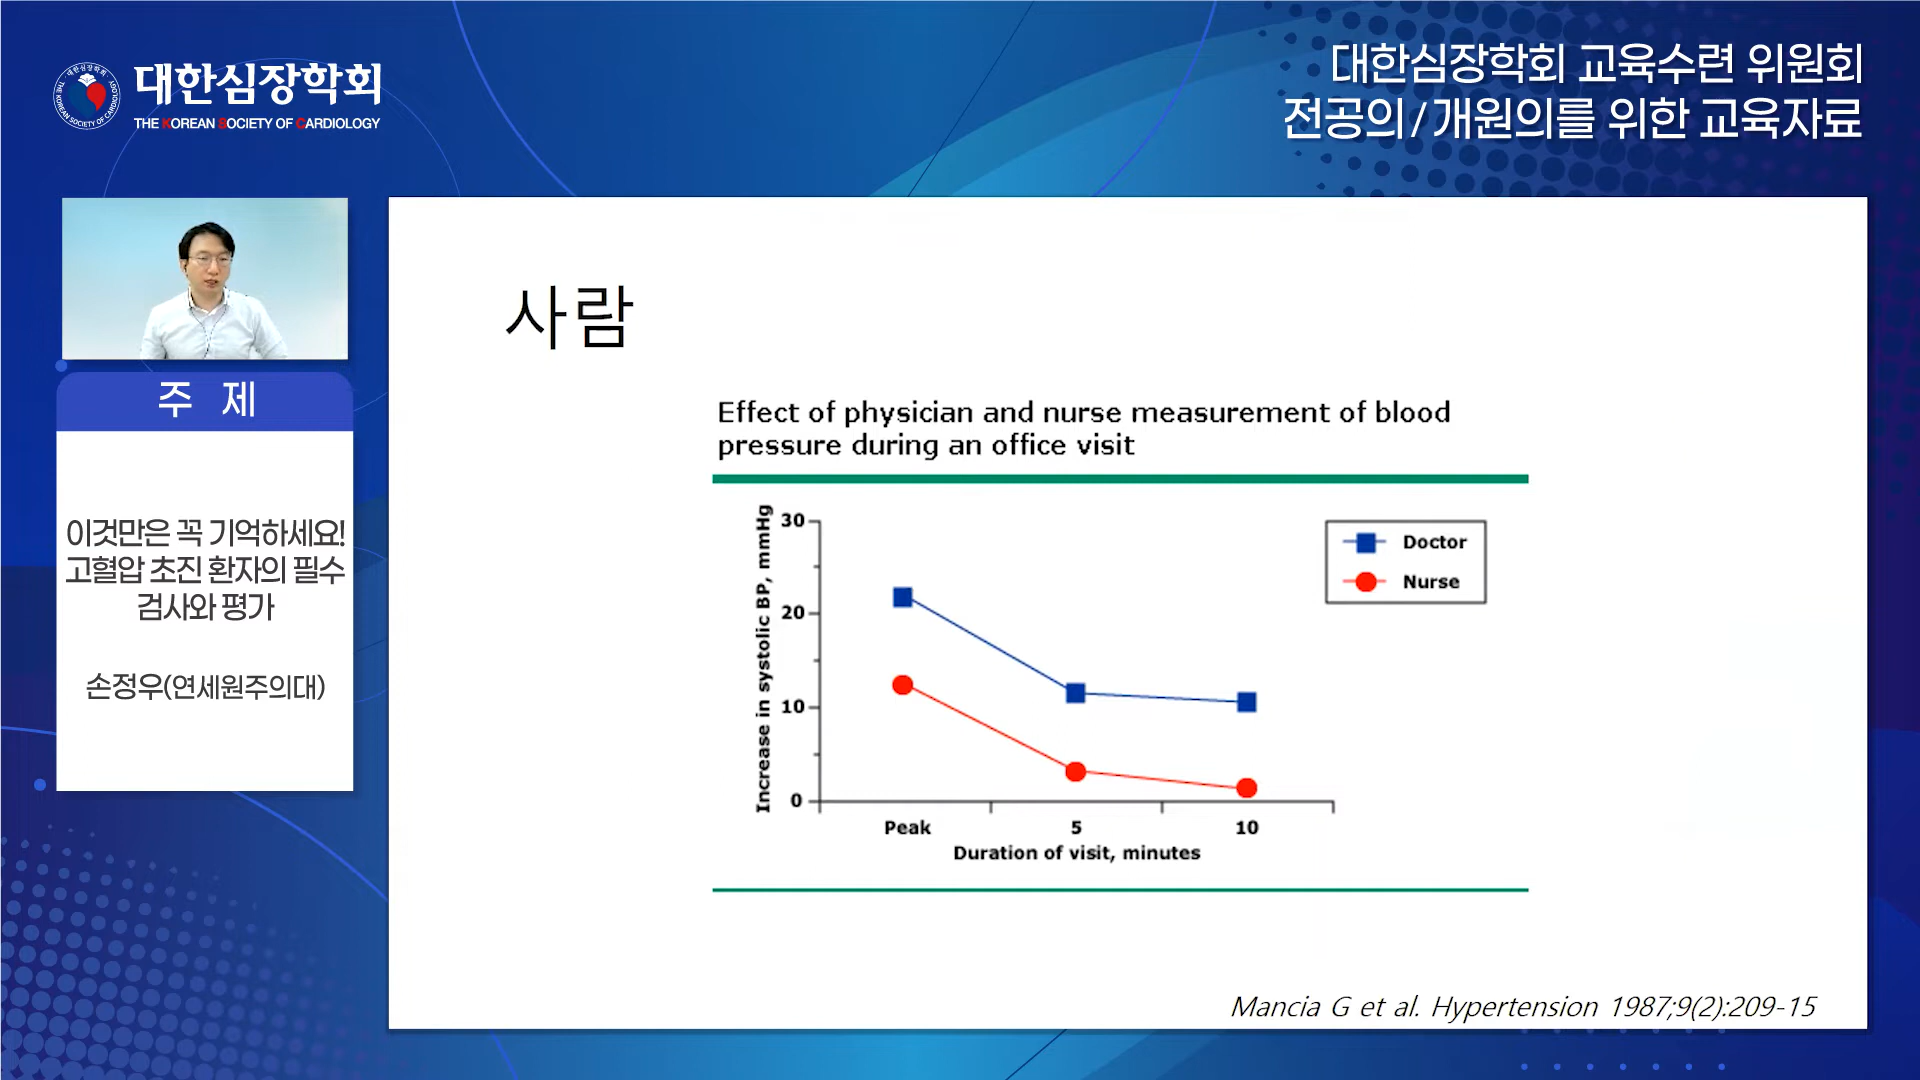 대한심장학회
THE KOREAN SOCIETY OF CARDIOLOGY
대한심장학회 교육수련 위원회
전공의/개원의를 위한 교육자료
주 제
이것만은 꼭 기억하세요!
고혈압 초진 환자의 필수
검사와 평가
손정우(연세원주의대)
사람
Effect of physician and nurse measurement of blood
pressure during an office visit
Increase in systolic BP, mmHg
30
20
10
0
Doctor
Nurse
Peak 5 10
Duration of visit, minutes
Mancia G et al. Hypertension 1987;9(2):209-15